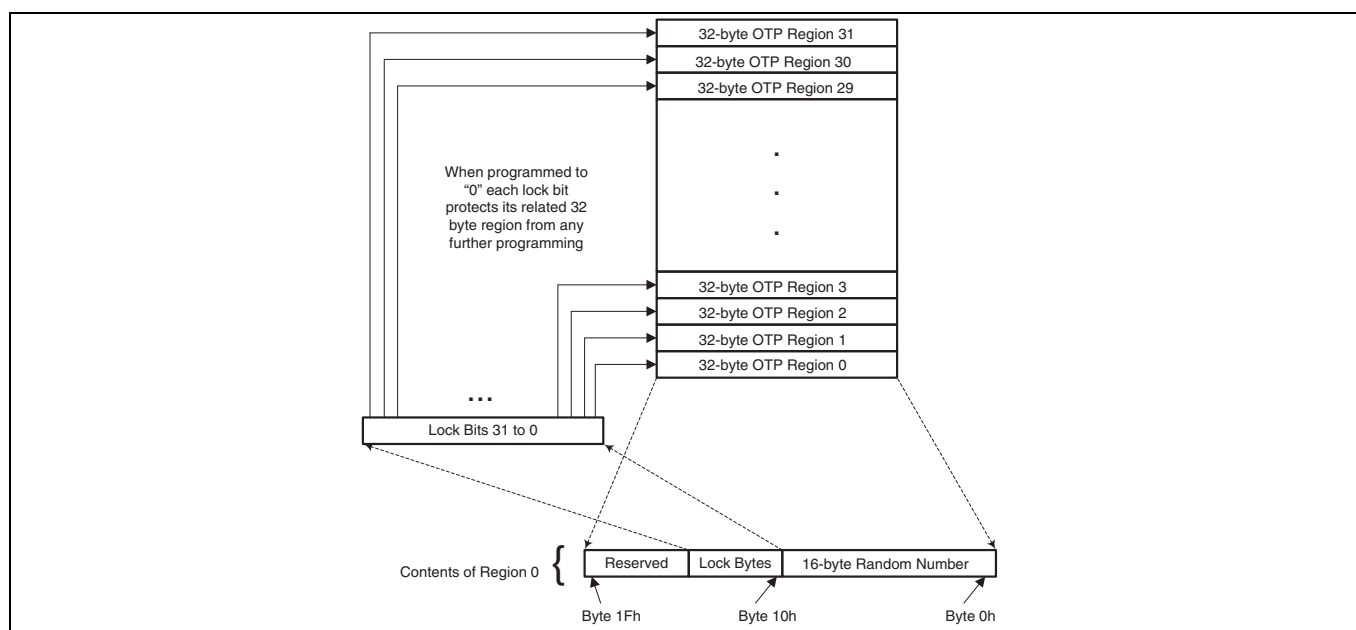 32-byte OTP Region 31
32-byte OTP Region 30
32-byte OTP Region 29
.
.
.
When programmed to
“0” each lock bit
protects its related 32
byte region from any
further programming
32-byte OTP Region 3
32-byte OTP Region 2
32-byte OTP Region 1
32-byte OTP Region 0
...
Lock Bits 31 to 0
Contents of Region 0 {
Reserved
Lock Bytes
16-byte Random Number
Byte 1Fh
Byte 10h
Byte 0h